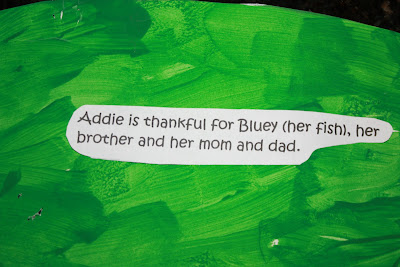 Addie is thankful for Bluey (her fish), her
brother and her mom and dad.